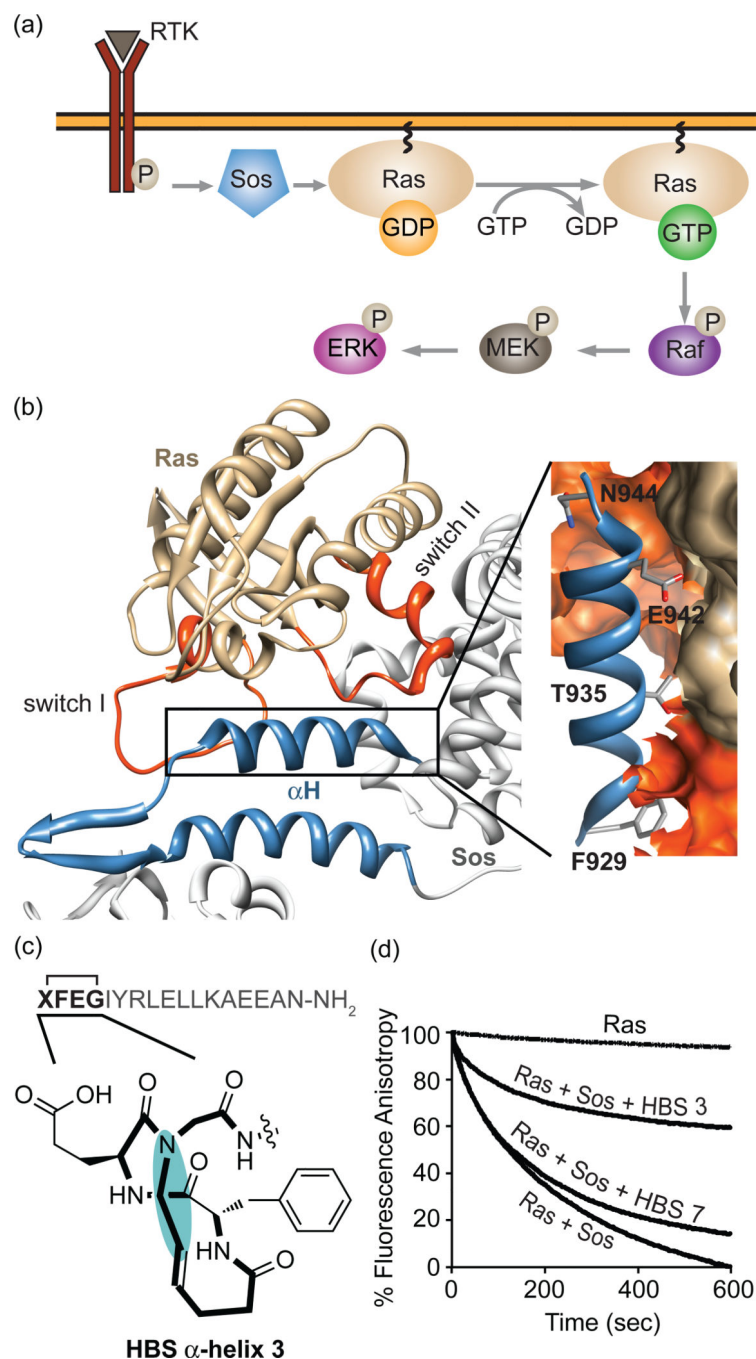 (a)
RTK
P
Sos
Ras
GDP
GTP
GDP
Ras
GTP
P
ERK
P
MEK
P
Raf
(b)
Ras
switch II
switch I
αH
Sos
N944
E942
T935
F929
(c)
XFEGIYRLELLKAEEAN-NH2
OH
O
O
O
N
N
H
HN
O
NH
O
HBS α-helix 3
(d)
% Fluorescence Anisotropy
100
80
60
40
20
0
Ras
Ras + Sos + HBS 3
Ras + Sos + HBS 7
Ras + Sos
0
200
400
600
Time (sec)